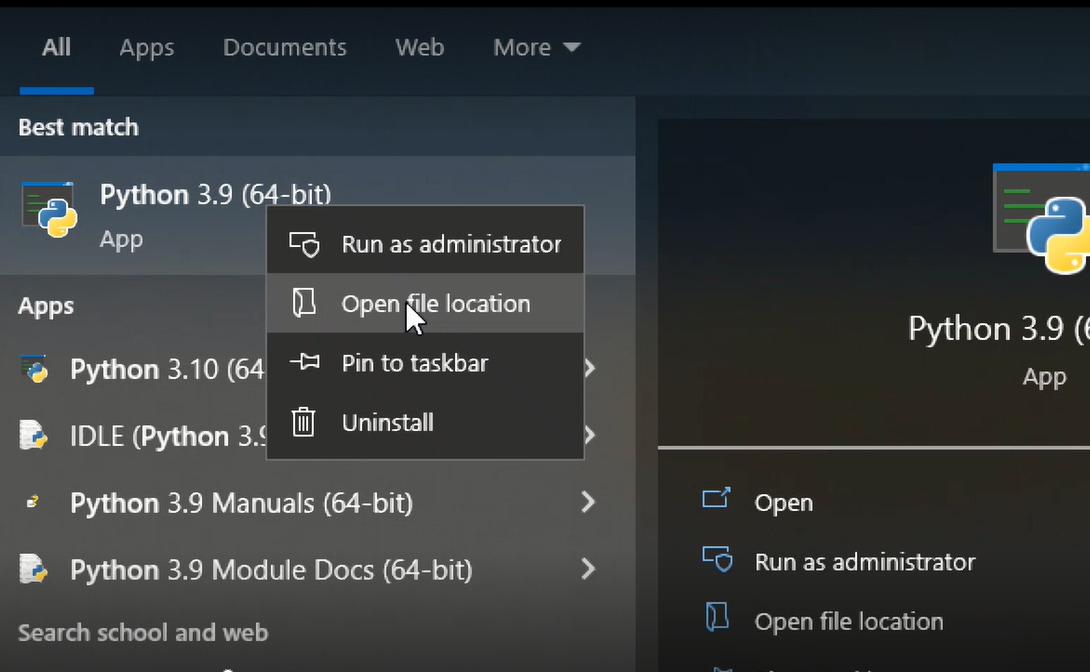 All Apps Documents Web More
Best match
Python 3.9 (64-bit)
App
Run as administrator
Open file location
Pin to taskbar
Uninstall
Apps
Python 3.10 (64
IDLE (Python 3.9
Python 3.9 Manuals (64-bit)
Python 3.9 Module Docs (64-bit)
Search school and web
Python 3.9 (6
App
Open
Run as administrator
Open file location